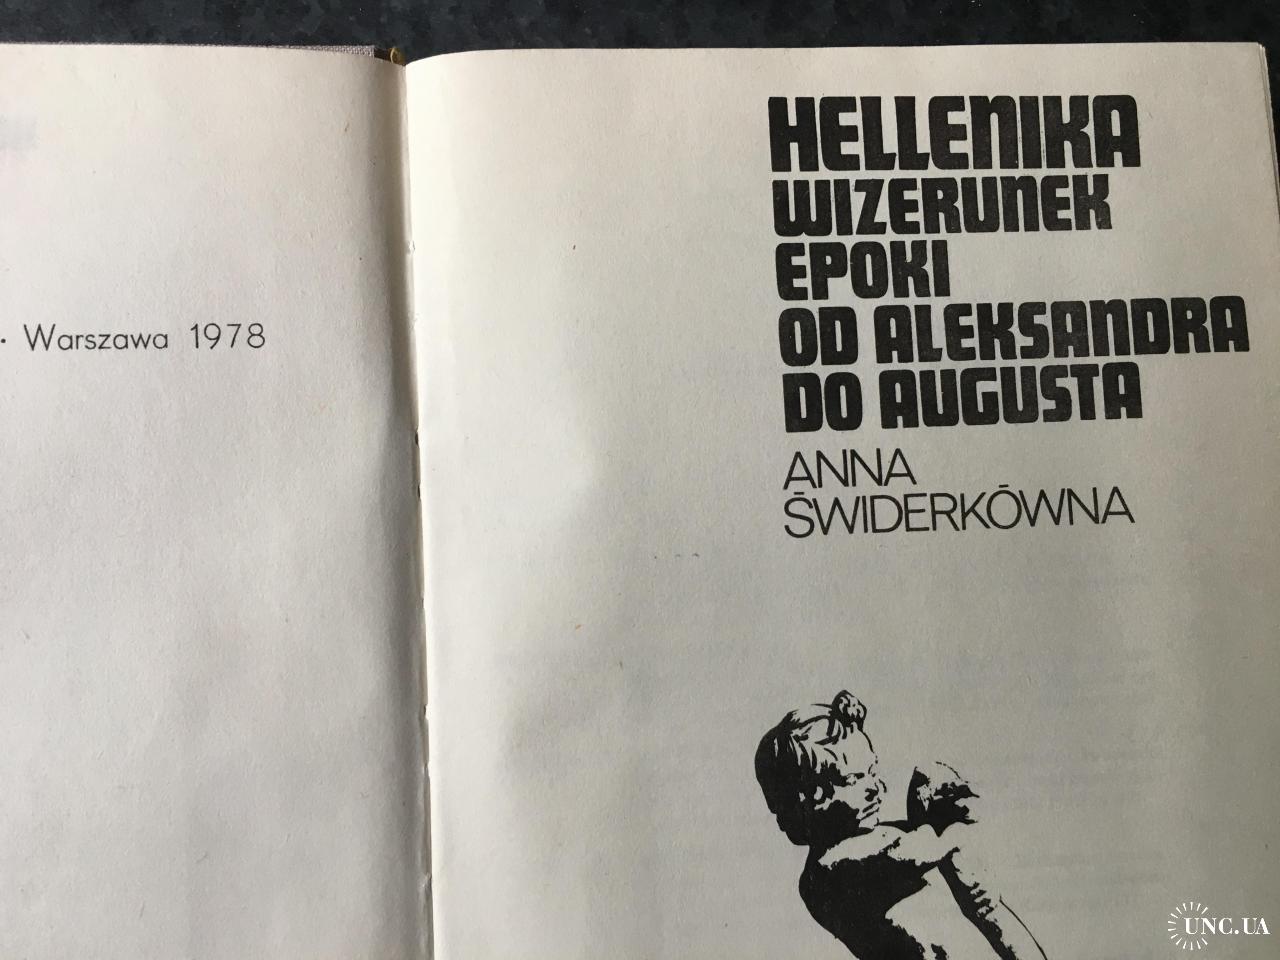 · Warszawa 1978
HELLENIKA
WIZERUNEK
EPOKI
OD ALEKSANDRA
DO AUGUSTA
ANNA
ŚWIDERKÓWNA
UNC.UA